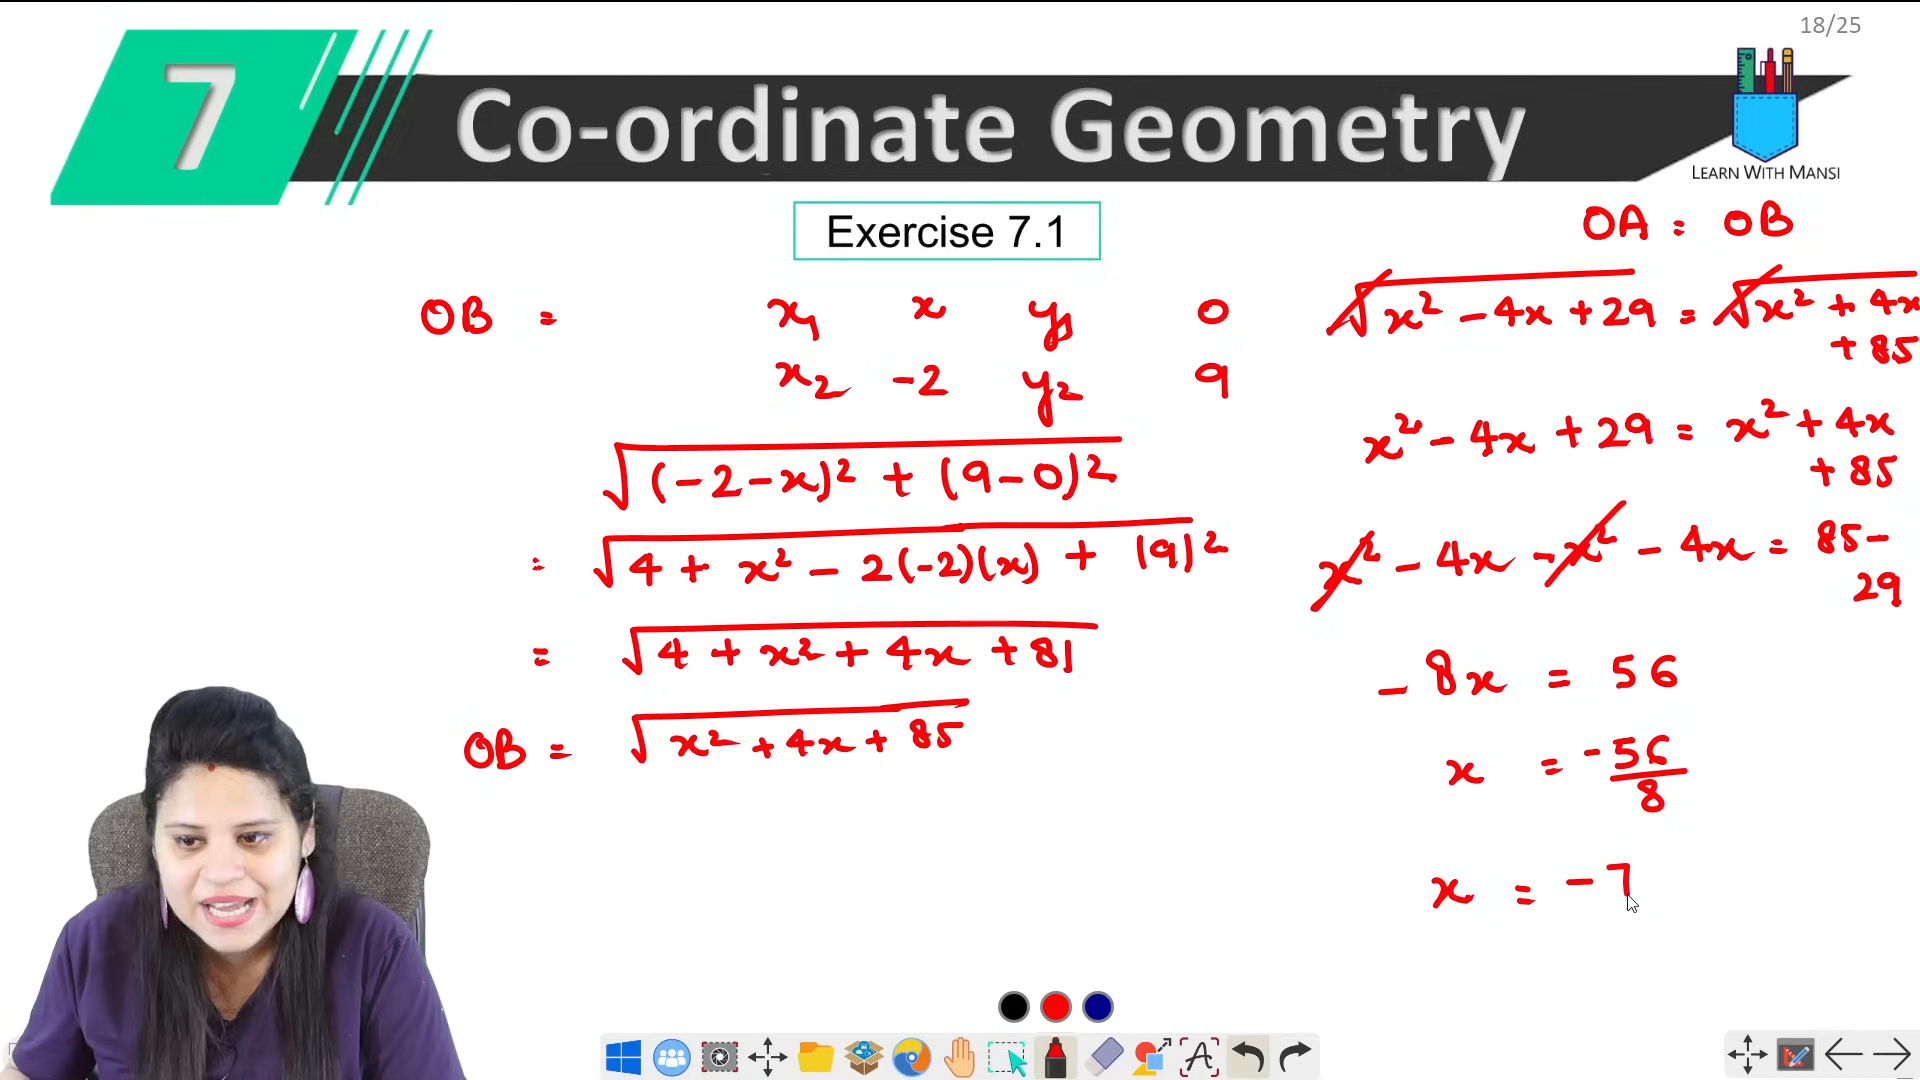 18/25
7 Co-ordinate Geometry
LEARN WITH MANSI
Exercise 7.1
OB = x₁ x y₁ 0
x₂ -2 y₂ 9
√(-2-x)² + (9-0)²
= √4 + x² - 2(-2)(x) + (9)²
= √4 + x² + 4x + 81
OB = √x² + 4x + 85
OA = OB
√x² - 4x + 29 = √x² + 4x
+ 85
x² - 4x + 29 = x² + 4x
+ 85
x² - 4x - x² - 4x = 85-
29
- 8x = 56
x = -56/8
x = -7